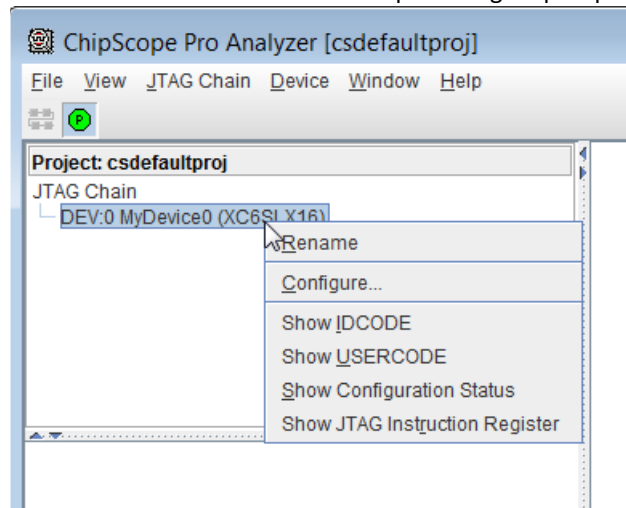 ChipScope Pro Analyzer [csdefaultproj]
File View JTAG Chain Device Window Help
P
Project: csdefaultproj
JTAG Chain
DEV:0 MyDevice0 (XC6SLX16)
Rename
Configure...
Show IDCODE
Show USERCODE
Show Configuration Status
Show JTAG Instruction Register